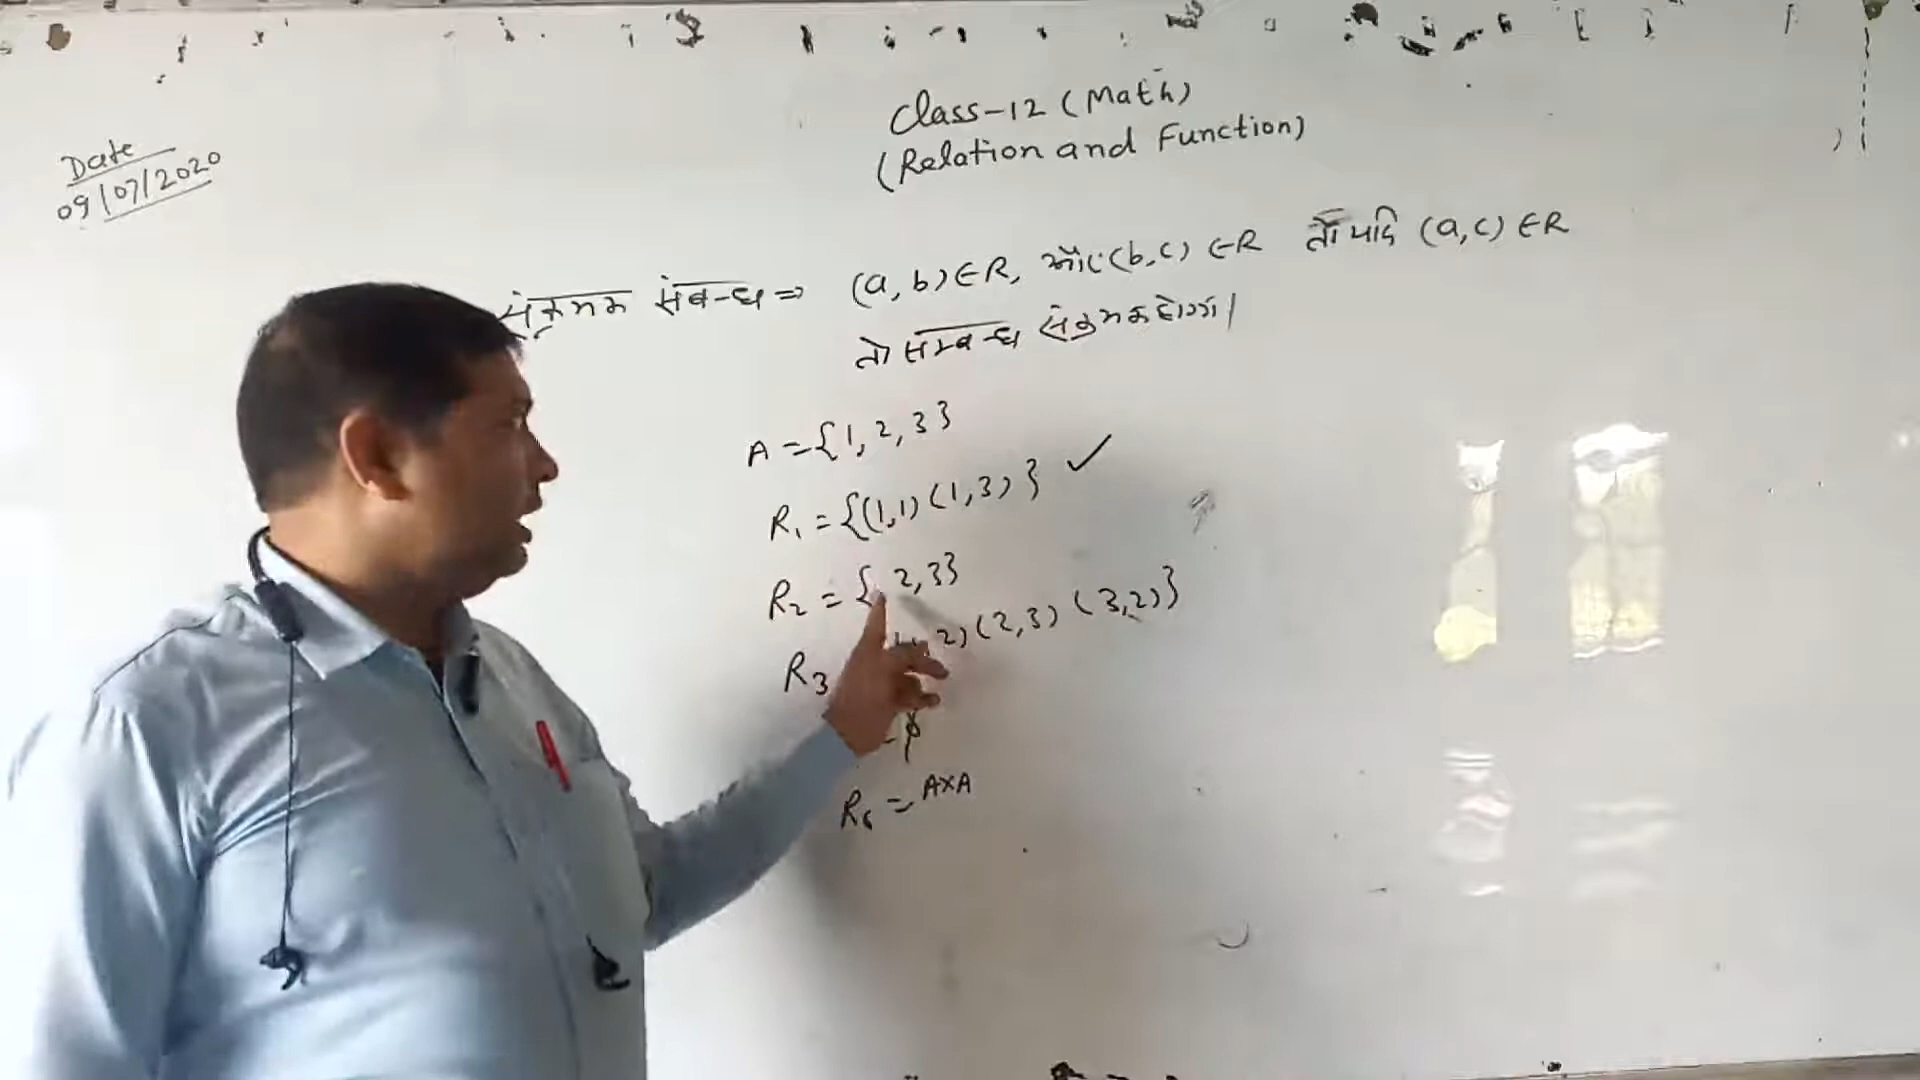 Class-12 (Math)
(Relation and Function)
Date
09/07/2020
संक्रमक संबन्ध ⇒ (a, b) ∈ R, और (b, c) ∈ R तो यदि (a, c) ∈ R
तो सम्बन्ध संक्रमक होगा।
A = {1, 2, 3}
R₁ = {(1,1) (1,3)} ✓
R₂ = { 2,3}
R₃ 2) (2,3) (3,2)}
- φ
R₆ = A×A